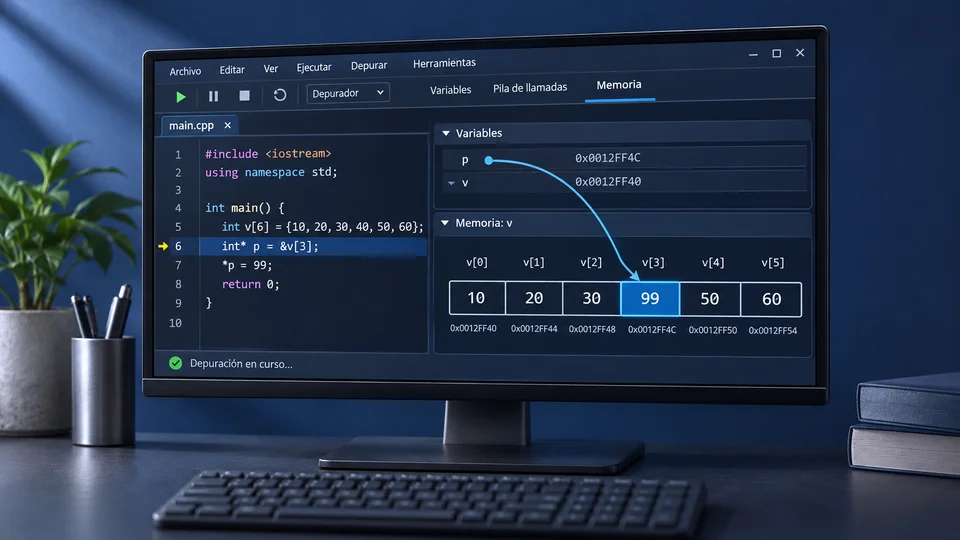 Archivo Editar Ver Ejecutar Depurar Herramientas
Depurador
Variables Pila de llamadas Memoria
main.cpp
1 #include <iostream>
2 using namespace std;
3
4 int main() {
5 int v[6] = {10, 20, 30, 40, 50, 60};
6 int* p = &v[3];
7 *p = 99;
8 return 0;
9 }
10
Depuración en curso...
Variables
p 0x0012FF4C
v 0x0012FF40
Memoria: v
v[0] v[1] v[2] v[3] v[4] v[5]
10 20 30 99 50 60
0x0012FF40 0x0012FF44 0x0012FF48 0x0012FF4C 0x0012FF50 0x0012FF54